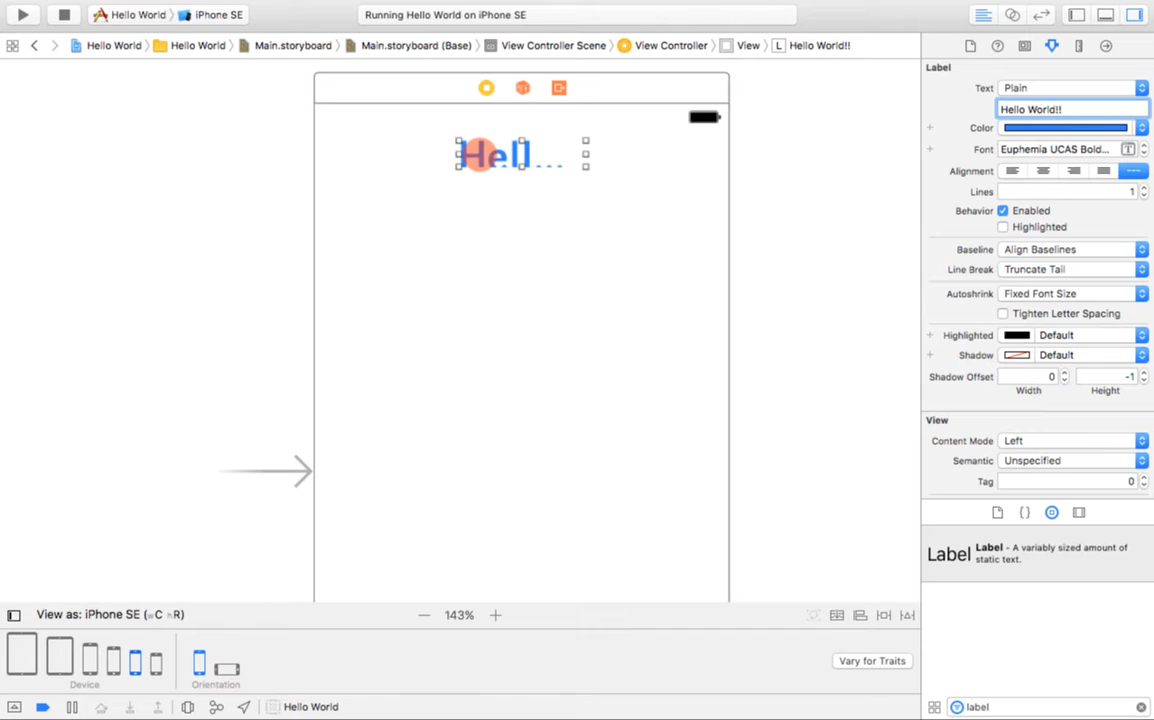 Hello World iPhone SE
Running Hello World on iPhone SE
Hello World Hello World Main.storyboard Main.storyboard (Base) View Controller Scene View Controller View L Hello World!!
Label
Text Plain
Hello World!!
Color
Font Euphemia UCAS Bold... T
Alignment
Lines 1
Behavior Enabled
Highlighted
Baseline Align Baselines
Line Break Truncate Tail
Autoshrink Fixed Font Size
Tighten Letter Spacing
Highlighted Default
Shadow Default
Shadow Offset 0 -1
Width Height
View
Content Mode Left
Semantic Unspecified
Tag 0
Label Label - A variably sized amount of
static text.
label
Hell...
View as: iPhone SE (wC hR)
143%
Device
Orientation
Vary for Traits
Hello World